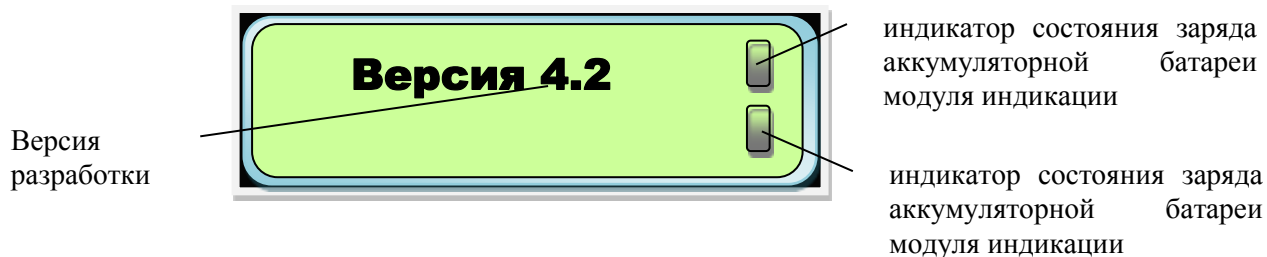 Версия 4.2
индикатор состояния заряда
аккумуляторной батареи
модуля индикации
Версия
разработки
индикатор состояния заряда
аккумуляторной батареи
модуля индикации